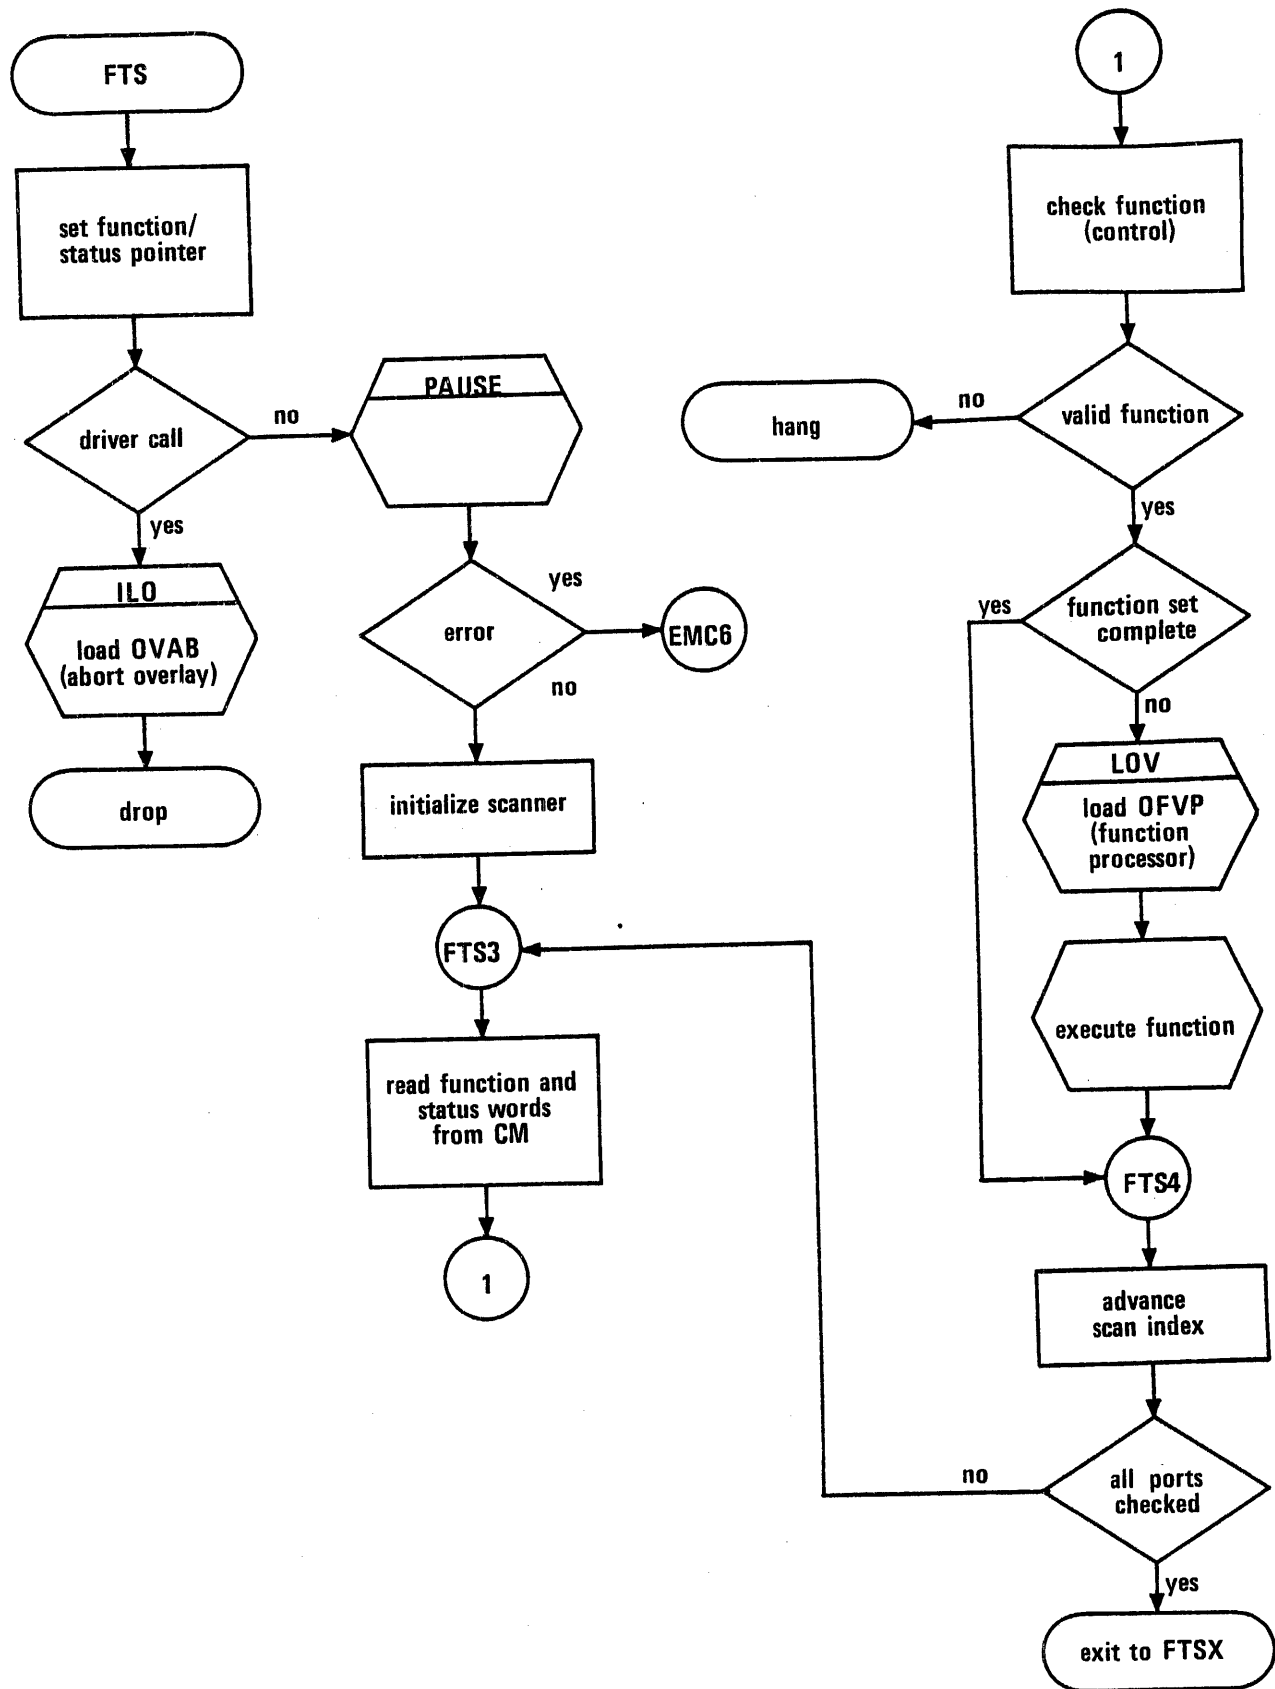 FTS
set function/
status pointer
driver call
no
yes
ILO
load OVAB
(abort overlay)
drop
PAUSE
error
yes
no
EMC6
initialize scanner
FTS3
read function and
status words
from CM
1
1
check function
(control)
valid function
no
hang
yes
function set
complete
yes
no
LOV
load OFVP
(function
processor)
execute function
FTS4
advance
scan index
all ports
checked
no
yes
exit to FTSX